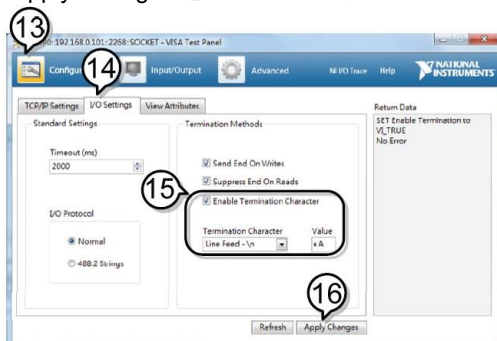 Apply Changes
13
0::192.168.0.101::2268::SOCKET - VISA Test Panel
14
Configu
Input/Output
Advanced
NI I/O Trace
Help
NATIONAL
INSTRUMENTS
TCP/IP Settings
I/O Settings
View Attributes
Return Data
Standard Settings
Termination Methods
SET Enable Termination to
VI_TRUE
No Error
Timeout (ms)
2000
Send End On Writes
Suppress End On Reads
15
Enable Termination Character
I/O Protocol
Termination Character
Value
Line Feed - \n
xA
Normal
488.2 Strings
16
Refresh
Apply Changes